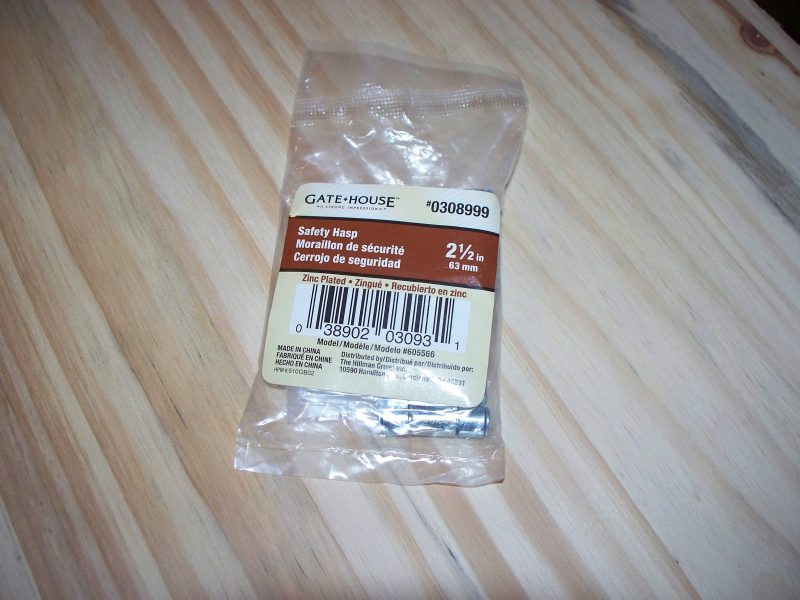 GATE•HOUSE™ #0308999
A STRONG IMPRESSION
Safety Hasp
Moraillon de sécurité
Cerrojo de seguridad
2½ in
63 mm
Zinc Plated • Zingué • Recubierto en zinc
0 38902 03093 1
Model/Modèle/Modelo #605566
MADE IN CHINA
FABRIQUÉ EN CHINE
HECHO EN CHINA
Distributed by/Distribué par/Distribuido por:
The Hillman Group Inc.
10590 Hamilton 45231